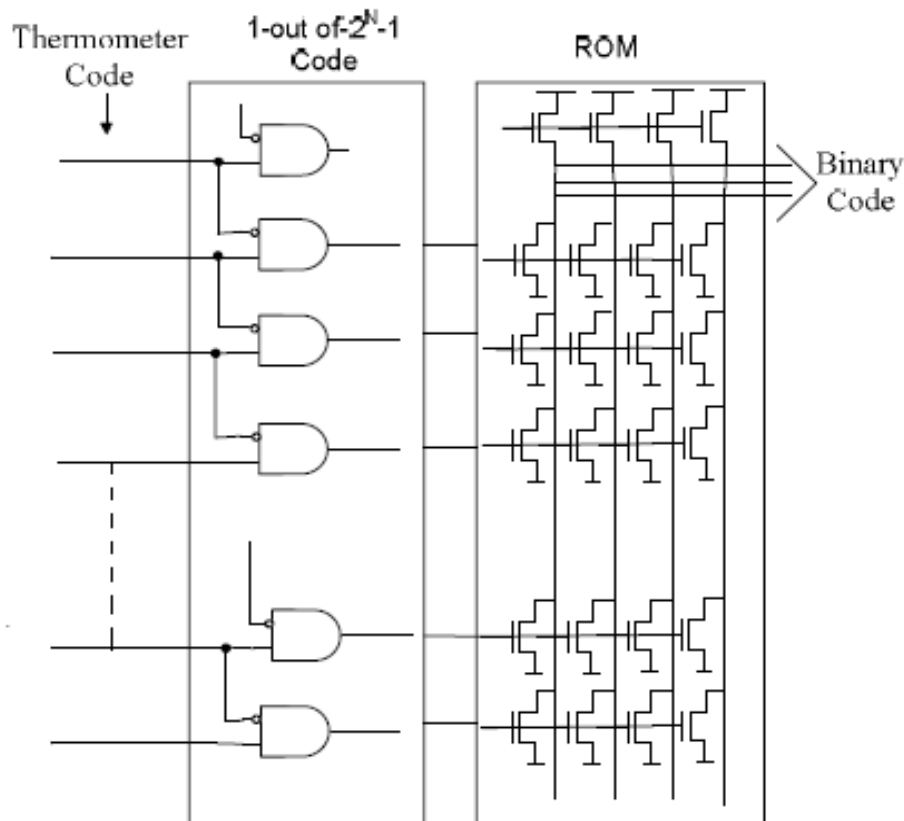 Thermometer
Code
1-out of-2^N-1
Code
ROM
Binary
Code